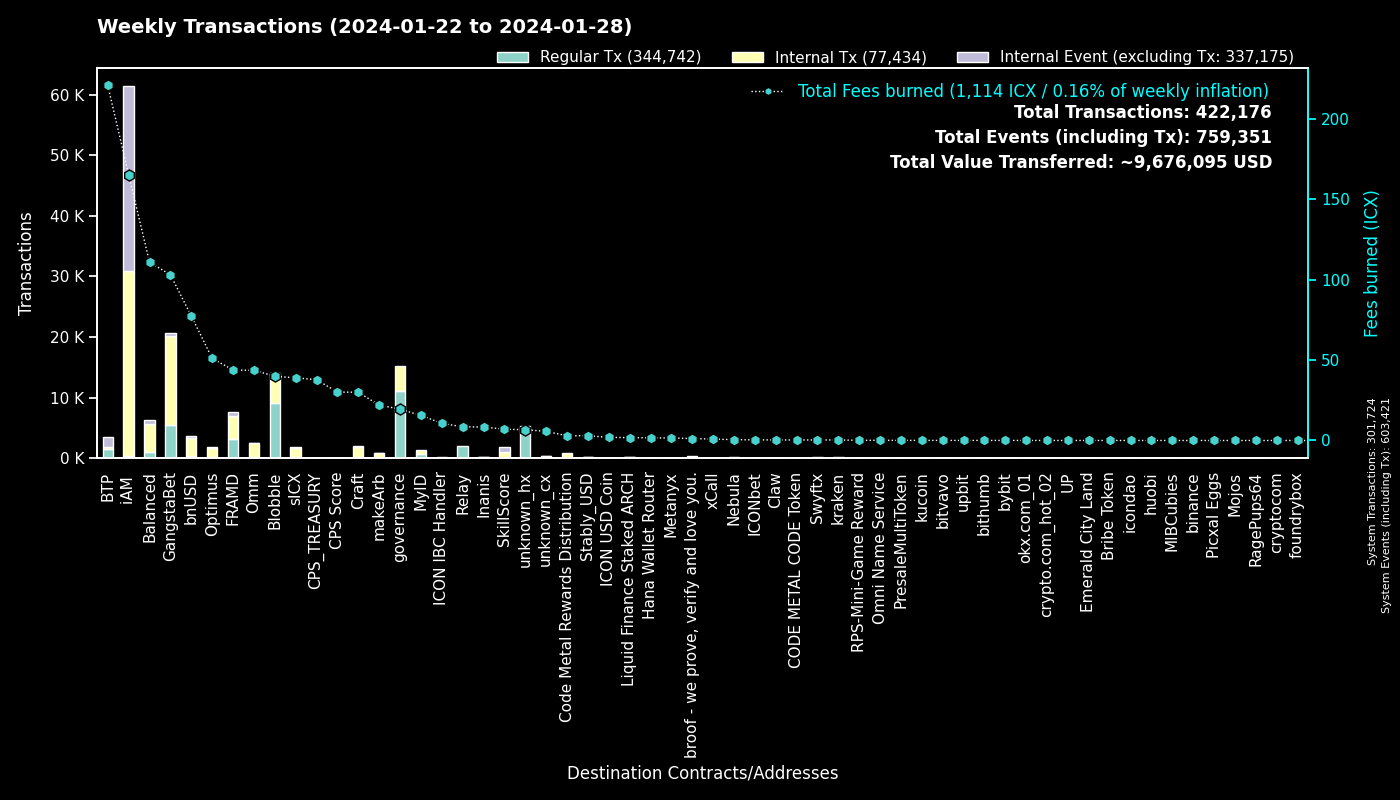 Weekly Transactions (2024-01-22 to 2024-01-28)
Regular Tx (344,742)
Internal Tx (77,434)
Internal Event (excluding Tx: 337,175)
Total Fees burned (1,114 ICX / 0.16% of weekly inflation)
Total Transactions: 422,176
Total Events (including Tx): 759,351
Total Value Transferred: ~9,676,095 USD
Transactions
60 K
50 K
40 K
30 K
20 K
10 K
0 K
200
150
100
50
0
Fees burned (ICX)
System Transactions: 301,724
System Events (including Tx): 603,421
BTP
iAM
Balanced
GangstaBet
bnUSD
Optimus
FRAMD
Omm
Blobble
sICX
CPS_TREASURY
CPS Score
Craft
makeArb
governance
MyID
ICON IBC Handler
Relay
Inanis
SkillScore
unknown_hx
unknown_cx
Code Metal Rewards Distribution
Stably_USD
ICON USD Coin
Liquid Finance Staked ARCH
Hana Wallet Router
Metanyx
broof - we prove, verify and love you.
xCall
Nebula
ICONbet
Claw
CODE METAL CODE Token
Swyftx
kraken
RPS-Mini-Game Reward
Omni Name Service
PresaleMultiToken
kucoin
bitvavo
upbit
bithumb
bybit
okx.com_01
crypto.com_hot_02
UP
Emerald City Land
Bribe Token
icondao
huobi
MIBCubies
binance
Picxal Eggs
Mojos
RagePups64
cryptocom
foundrybox
Destination Contracts/Addresses